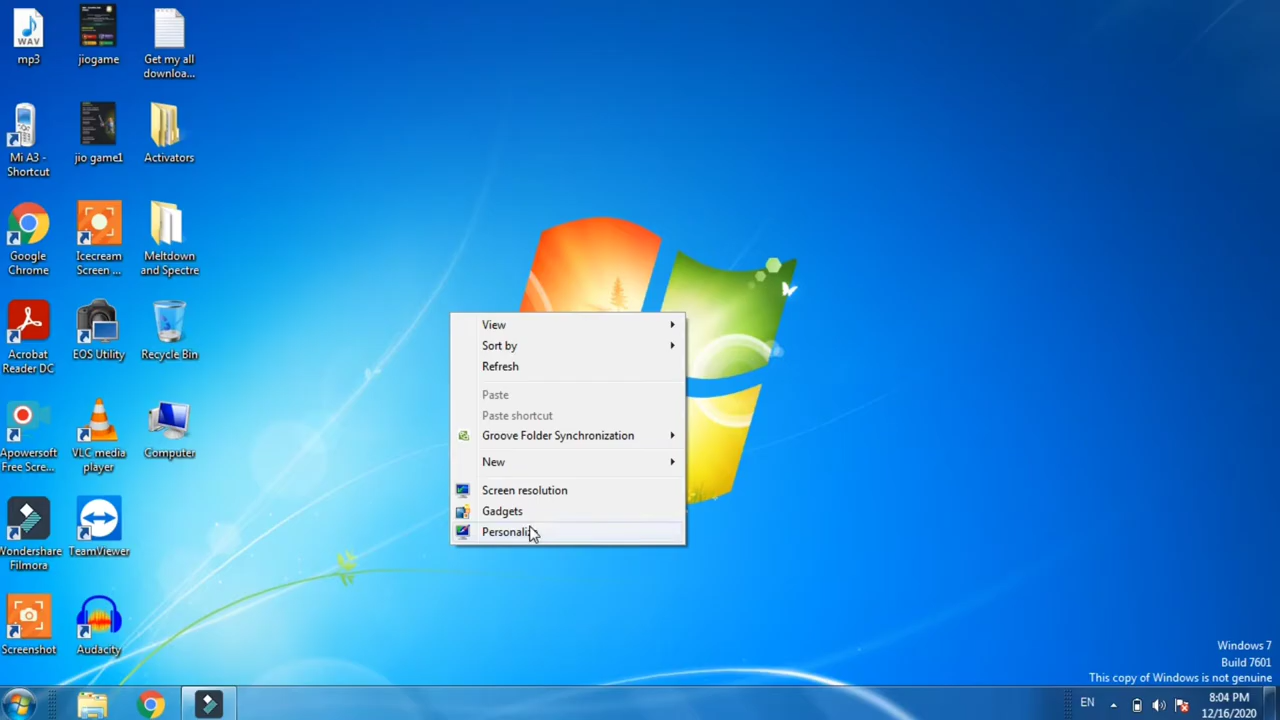 WAV
mp3
jiogame
Get my all
downloa...
Mi A3 -
Shortcut
jio game1
Activators
Google
Chrome
Icecream
Screen ...
Meltdown
and Spectre
Acrobat
Reader DC
EOS Utility
Recycle Bin
Apowersoft
Free Scre...
VLC media
player
Computer
Wondershare
Filmora
TeamViewer
Screenshot
Audacity
View
Sort by
Refresh
Paste
Paste shortcut
Groove Folder Synchronization
New
Screen resolution
Gadgets
Personalize
Windows 7
Build 7601
This copy of Windows is not genuine
EN
8:04 PM
12/16/2020